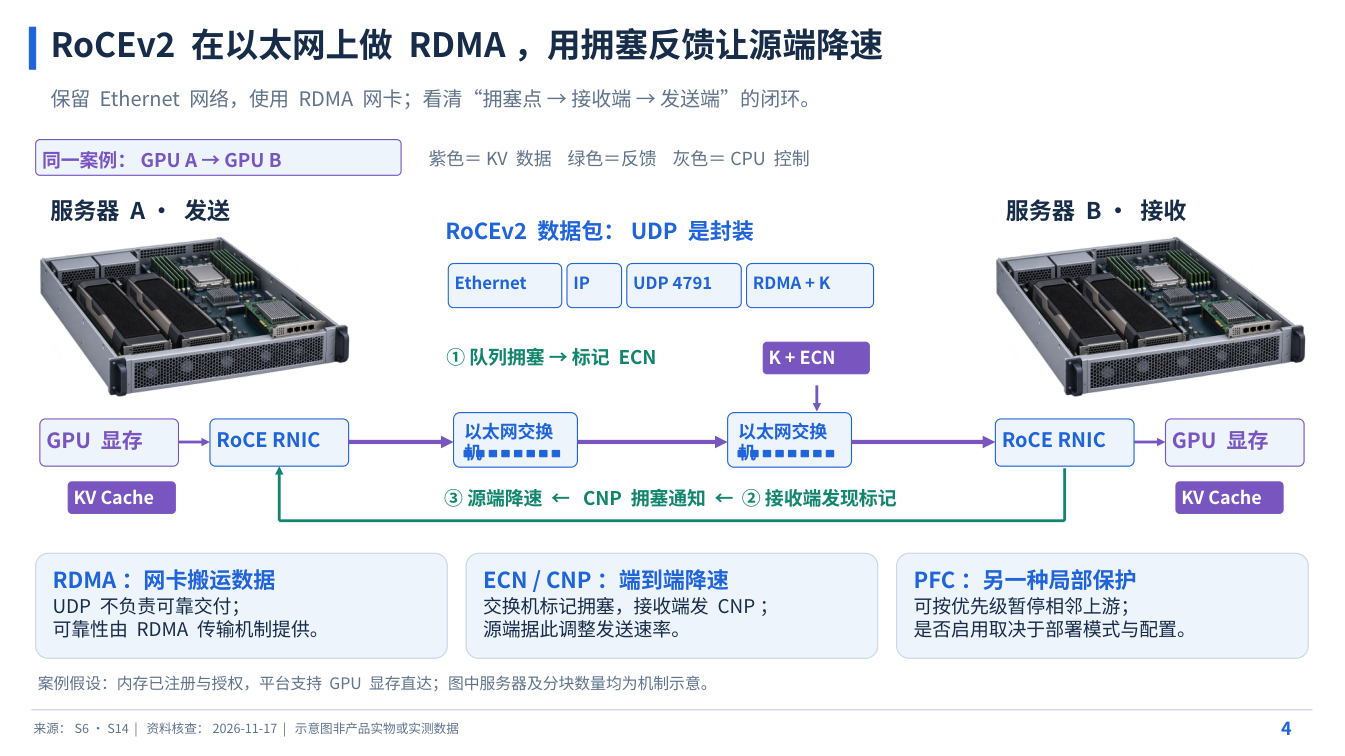 RoCEv2 在以太网上做 RDMA，用拥塞反馈让源端降速
保留 Ethernet 网络，使用 RDMA 网卡；看清“拥塞点 → 接收端 → 发送端”的闭环。
同一案例： GPU A → GPU B
紫色＝ KV 数据 绿色＝反馈 灰色＝ CPU 控制
服务器 A · 发送
服务器 B · 接收
RoCEv2 数据包： UDP 是封装
Ethernet
IP
UDP 4791
RDMA + K
① 队列拥塞 → 标记 ECN
K + ECN
GPU 显存
RoCE RNIC
以太网交换
机
以太网交换
机
RoCE RNIC
GPU 显存
KV Cache
③ 源端降速 ← CNP 拥塞通知 ← ② 接收端发现标记
KV Cache
RDMA：网卡搬运数据
UDP 不负责可靠交付；
可靠性由 RDMA 传输机制提供。
ECN / CNP：端到端降速
交换机标记拥塞，接收端发 CNP；
源端据此调整发送速率。
PFC：另一种局部保护
可按优先级暂停相邻上游；
是否启用取决于部署模式与配置。
案例假设：内存已注册与授权，平台支持 GPU 显存直达；图中服务器及分块数量均为机制示意。
来源： S6 · S14｜ 资料核查： 2026-11-17｜ 示意图非产品实物或实测数据
4